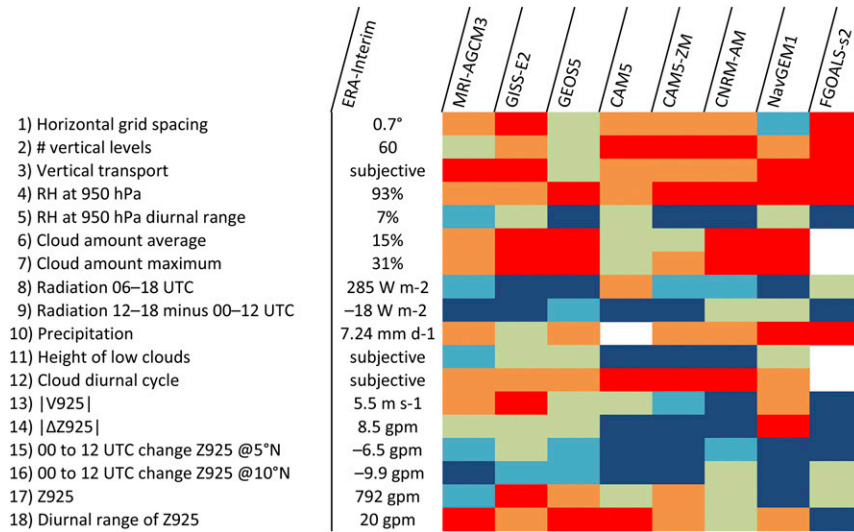 ERA-Interim MRI-AGCM3 GISS-E2 GEOS5 CAM5 CAM5-ZM CNRM-AM NavGEM1 FGOALS-s2
1) Horizontal grid spacing 0.7°
2) # vertical levels 60
3) Vertical transport subjective
4) RH at 950 hPa 93%
5) RH at 950 hPa diurnal range 7%
6) Cloud amount average 15%
7) Cloud amount maximum 31%
8) Radiation 06–18 UTC 285 W m-2
9) Radiation 12–18 minus 00–12 UTC –18 W m-2
10) Precipitation 7.24 mm d-1
11) Height of low clouds subjective
12) Cloud diurnal cycle subjective
13) |V925| 5.5 m s-1
14) |ΔZ925| 8.5 gpm
15) 00 to 12 UTC change Z925 @5°N –6.5 gpm
16) 00 to 12 UTC change Z925 @10°N –9.9 gpm
17) Z925 792 gpm
18) Diurnal range of Z925 20 gpm